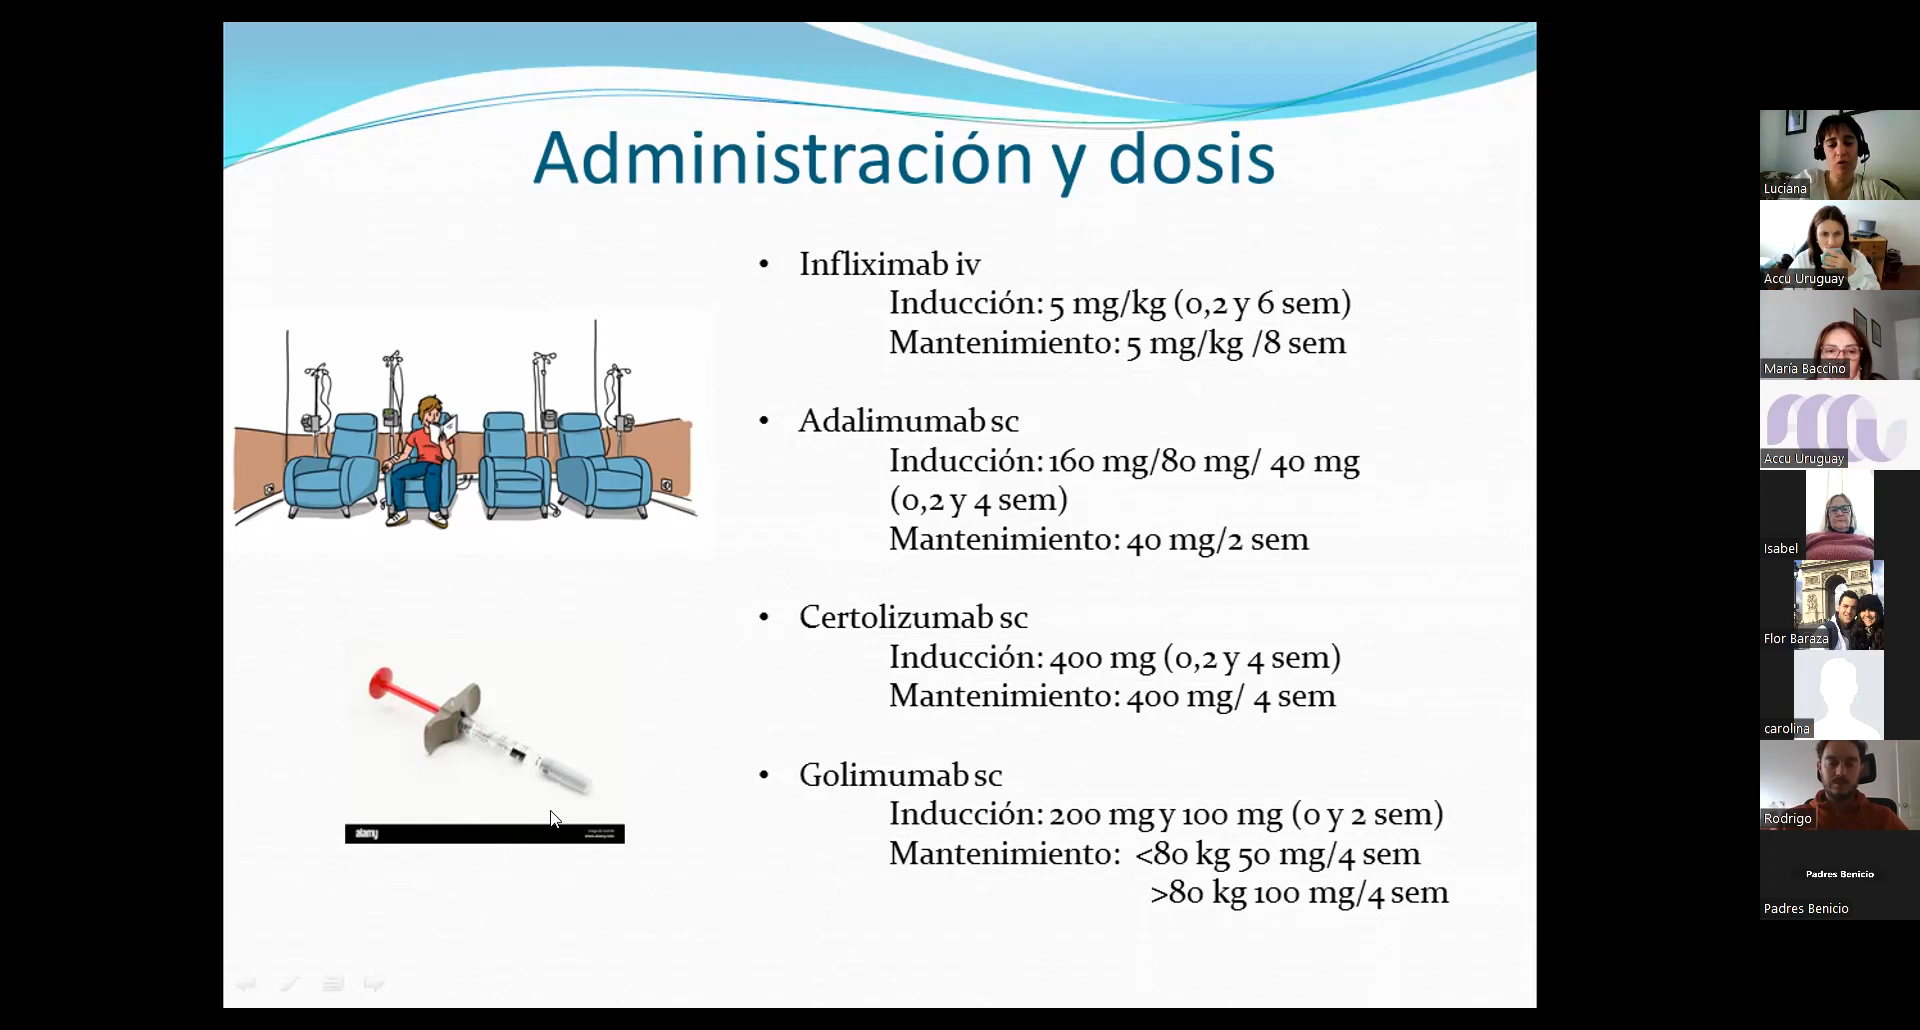 Administración y dosis
• Infliximab iv
Inducción: 5 mg/kg (0,2 y 6 sem)
Mantenimiento: 5 mg/kg /8 sem
• Adalimumab sc
Inducción: 160 mg/80 mg/ 40 mg
(0,2 y 4 sem)
Mantenimiento: 40 mg/2 sem
• Certolizumab sc
Inducción: 400 mg (0,2 y 4 sem)
Mantenimiento: 400 mg/ 4 sem
• Golimumab sc
Inducción: 200 mg y 100 mg (0 y 2 sem)
Mantenimiento: <80 kg 50 mg/4 sem
>80 kg 100 mg/4 sem
alamy
Luciana
Accu Uruguay
María Baccino
Accu Uruguay
Isabel
Flor Baraza
carolina
Rodrigo
Padres Benicio
Padres Benicio